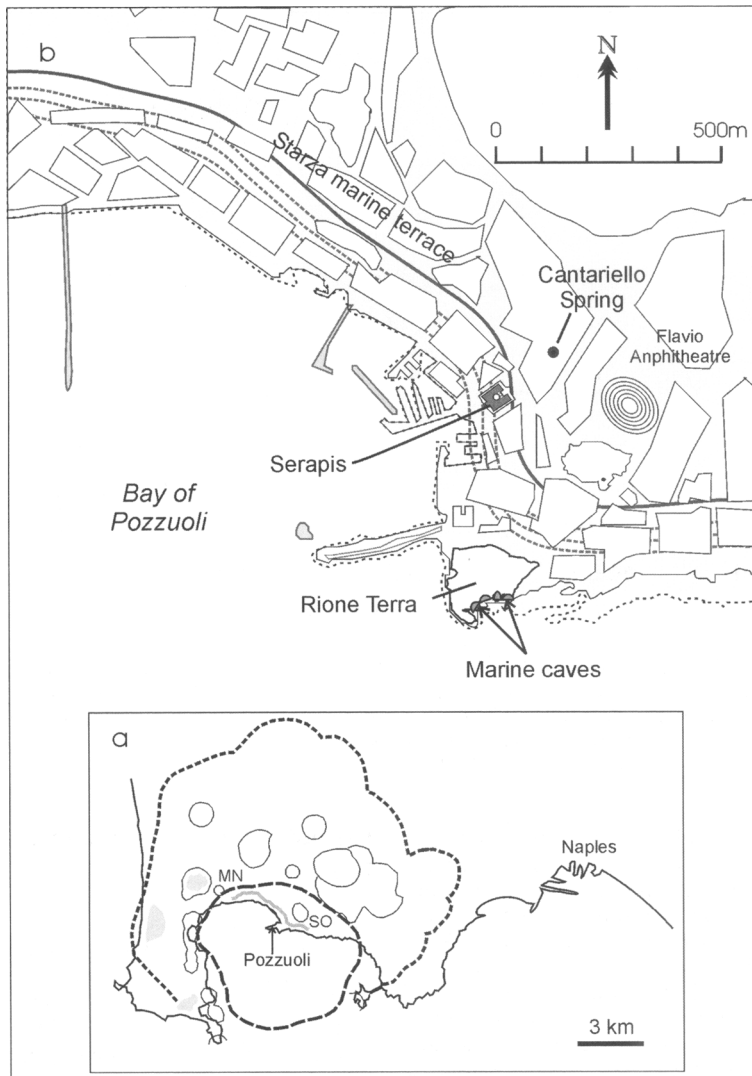 b
N
0 500m
Starza marine terrace
Cantariello
Spring
Flavio
Anphitheatre
Serapis
Bay of
Pozzuoli
Rione Terra
Marine caves
a
Naples
MN
SO
Pozzuoli
3 km